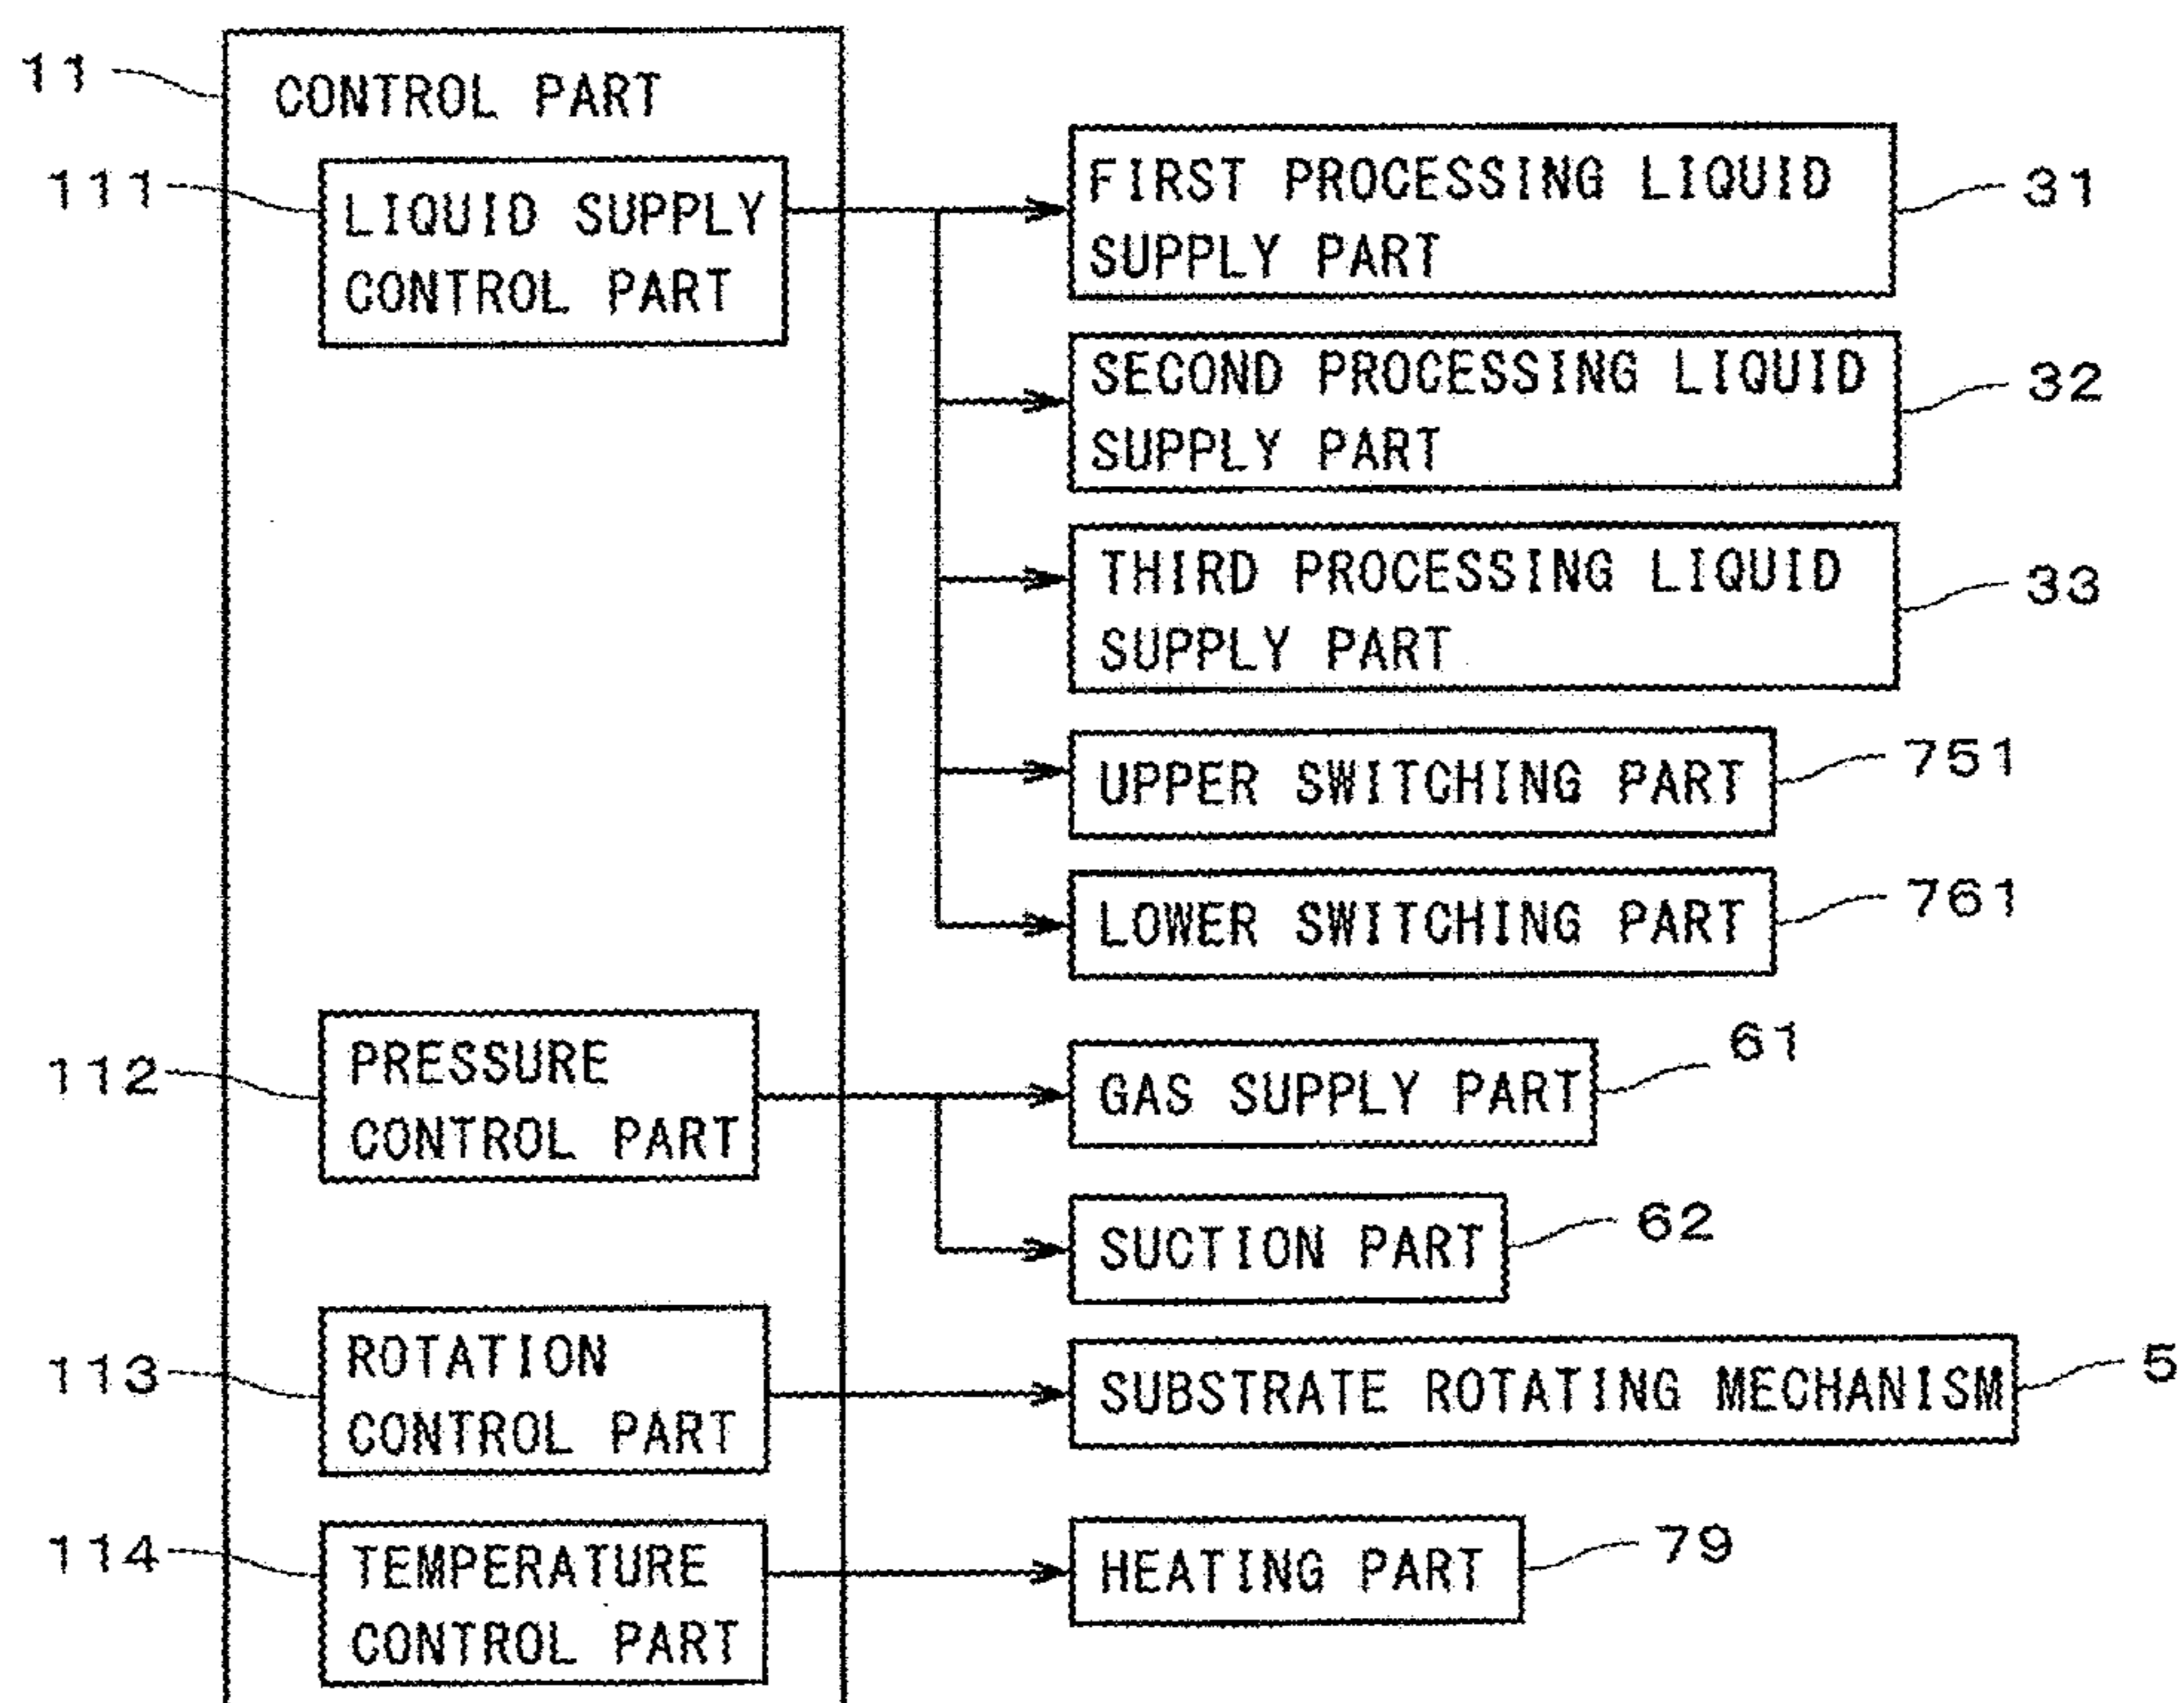 11
CONTROL PART
111
LIQUID SUPPLY
CONTROL PART
FIRST PROCESSING LIQUID
SUPPLY PART
31
SECOND PROCESSING LIQUID
SUPPLY PART
32
THIRD PROCESSING LIQUID
SUPPLY PART
33
UPPER SWITCHING PART
751
LOWER SWITCHING PART
761
112
PRESSURE
CONTROL PART
GAS SUPPLY PART
61
SUCTION PART
62
113
ROTATION
CONTROL PART
SUBSTRATE ROTATING MECHANISM
5
114
TEMPERATURE
CONTROL PART
HEATING PART
79